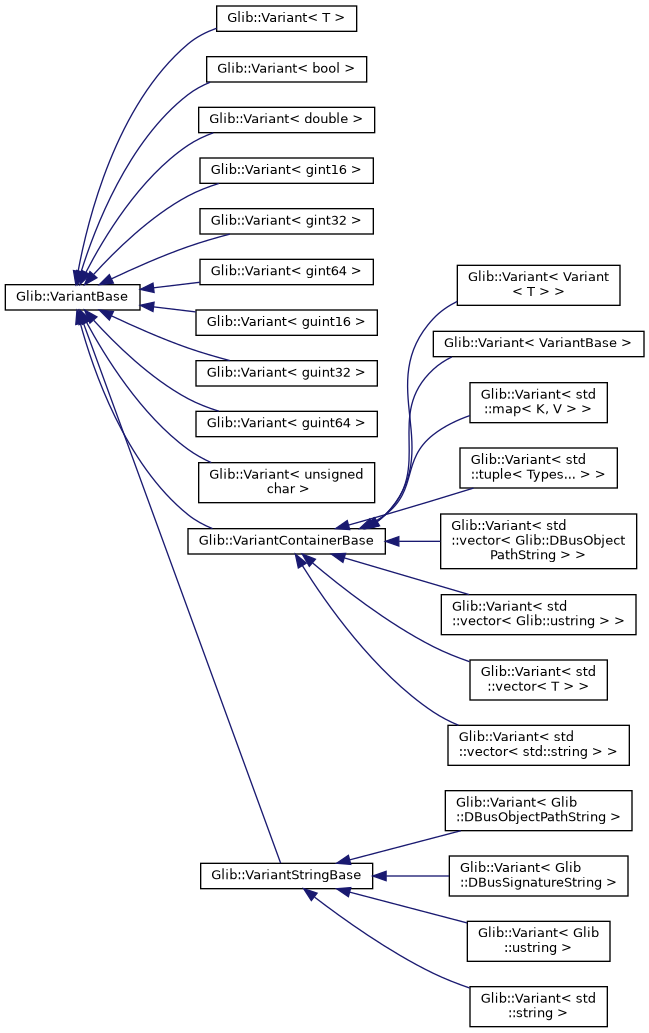 Glib::Variant< T >
Glib::Variant< bool >
Glib::Variant< double >
Glib::Variant< gint16 >
Glib::Variant< gint32 >
Glib::Variant< gint64 >
Glib::VariantBase
Glib::Variant< guint16 >
Glib::Variant< guint32 >
Glib::Variant< guint64 >
Glib::Variant< unsigned
char >
Glib::VariantContainerBase
Glib::Variant< Variant
< T > >
Glib::Variant< VariantBase >
Glib::Variant< std
::map< K, V > >
Glib::Variant< std
::tuple< Types... > >
Glib::Variant< std
::vector< Glib::DBusObject
PathString > >
Glib::Variant< std
::vector< Glib::ustring > >
Glib::Variant< std
::vector< T > >
Glib::Variant< std
::vector< std::string > >
Glib::VariantStringBase
Glib::Variant< Glib
::DBusObjectPathString >
Glib::Variant< Glib
::DBusSignatureString >
Glib::Variant< Glib
::ustring >
Glib::Variant< std
::string >